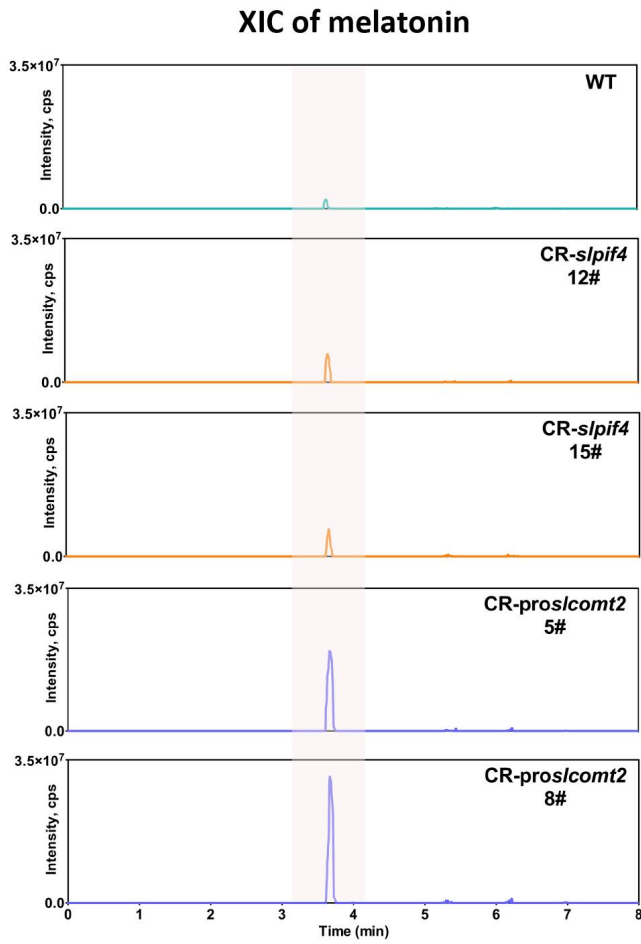 XIC of melatonin
3.5×10⁷
Intensity, cps
0.0
WT
3.5×10⁷
Intensity, cps
0.0
CR-slpif4
12#
3.5×10⁷
Intensity, cps
0.0
CR-slpif4
15#
3.5×10⁷
Intensity, cps
0.0
CR-proslcomt2
5#
3.5×10⁷
Intensity, cps
0.0
CR-proslcomt2
8#
0 1 2 3 4 5 6 7 8
Time (min)